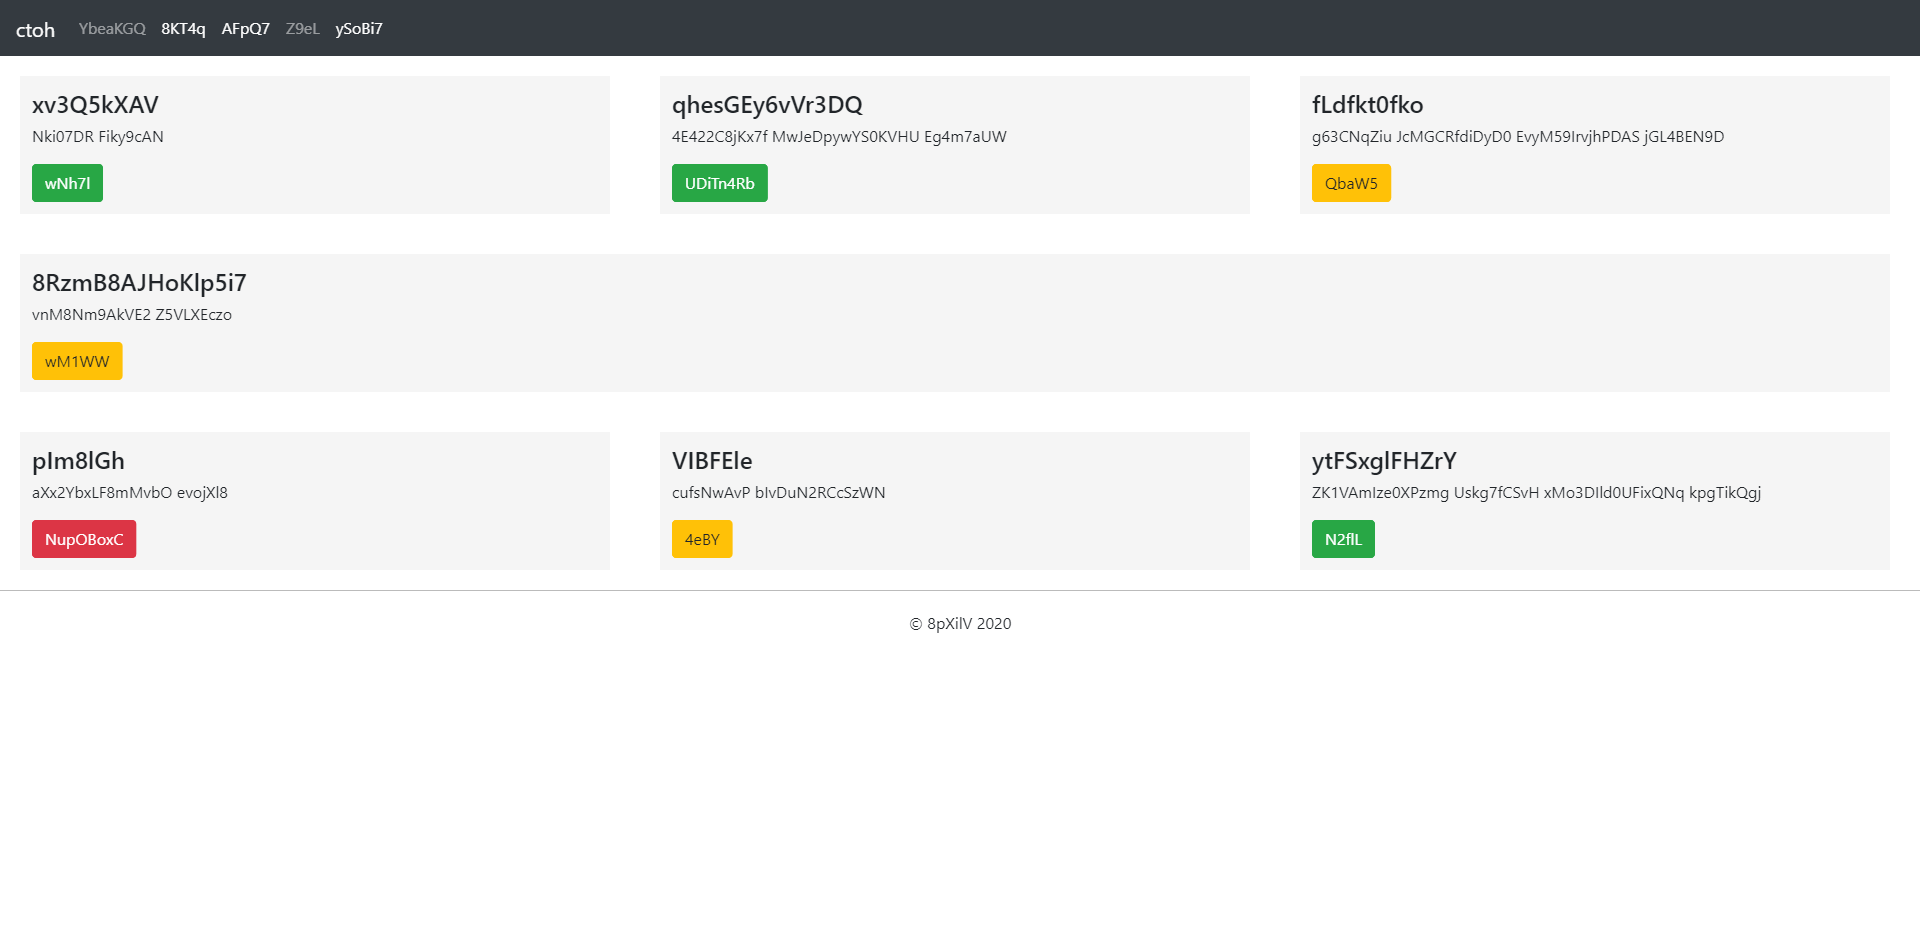 ctoh YbeaKGQ 8KT4q AFpQ7 Z9eL ySoBi7
xv3Q5kXAV
Nki07DR Fiky9cAN
wNh7l
qhesGEy6vVr3DQ
4E422C8jKx7f MwJeDpywYS0KVHU Eg4m7aUW
UDiTn4Rb
fLdfkt0fko
g63CNqZiu JcMGCRfdiDyD0 EvyM59IrvjhPDAS jGL4BEN9D
QbaW5
8RzmB8AJHoKlp5i7
vnM8Nm9AkVE2 Z5VLXEczo
wM1WW
pIm8lGh
aXx2YbxLF8mMvbO evojXl8
NupOBoxC
VIBFEle
cufsNwAvP bIvDuN2RCcSzWN
4eBY
ytFSxglFHZrY
ZK1VAmIze0XPzmg Uskg7fCSvH xMo3DIld0UFixQNq kpgTikQgj
N2flL
© 8pXilV 2020